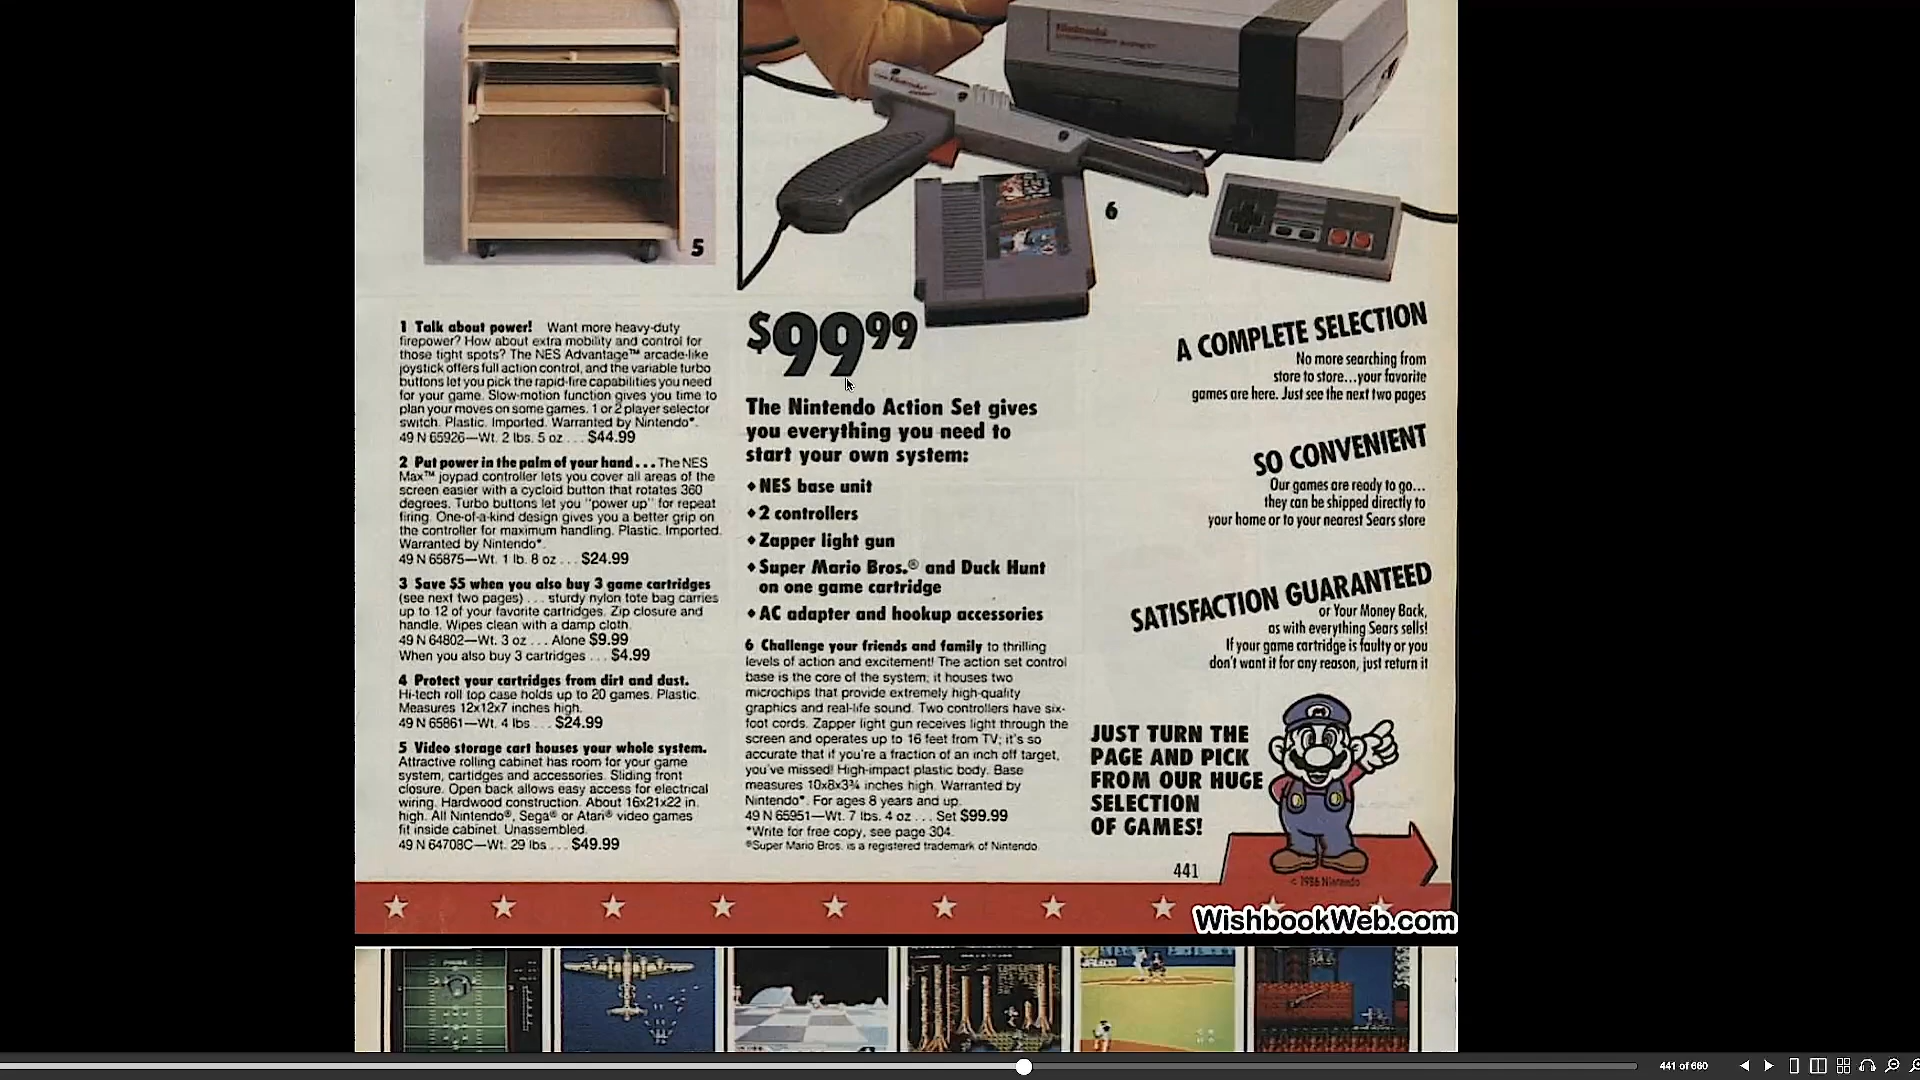 Nintendo
5
6
1 Talk about power! Want more heavy-duty
firepower? How about extra mobility and control for
those tight spots? The NES Advantage™ arcade-like
joystick offers full action control, and the variable turbo
buttons let you pick the rapid-fire capabilities you need
for your game. Slow-motion function gives you time to
plan your moves on some games. 1 or 2 player selector
switch. Plastic. Imported. Warranted by Nintendo*.
49 N 65926—Wt. 2 lbs. 5 oz . . . $44.99
2 Put power in the palm of your hand . . . The NES
Max™ joypad controller lets you cover all areas of the
screen easier with a cycloid button that rotates 360
degrees. Turbo buttons let you "power up" for repeat
firing. One-of-a-kind design gives you a better grip on
the controller for maximum handling. Plastic. Imported.
Warranted by Nintendo*.
49 N 65875—Wt. 1 lb. 8 oz . . . $24.99
3 Save $5 when you also buy 3 game cartridges
(see next two pages) . . . sturdy nylon tote bag carries
up to 12 of your favorite cartridges. Zip closure and
handle. Wipes clean with a damp cloth.
49 N 64802—Wt. 3 oz . . . Alone $9.99
When you also buy 3 cartridges . . . $4.99
4 Protect your cartridges from dirt and dust.
Hi-tech roll top case holds up to 20 games. Plastic.
Measures 12x12x7 inches high.
49 N 65861—Wt. 4 lbs . . . $24.99
5 Video storage cart houses your whole system.
Attractive rolling cabinet has room for your game
system, cartidges and accessories. Sliding front
closure. Open back allows easy access for electrical
wiring. Hardwood construction. About 16x21x22 in.
high. All Nintendo®, Sega® or Atari® video games
fit inside cabinet. Unassembled.
49 N 64708C—Wt. 29 lbs . . . $49.99
$99.99
The Nintendo Action Set gives
you everything you need to
start your own system:
♦ NES base unit
♦ 2 controllers
♦ Zapper light gun
♦ Super Mario Bros.® and Duck Hunt
on one game cartridge
♦ AC adapter and hookup accessories
6 Challenge your friends and family to thrilling
levels of action and excitement! The action set control
base is the core of the system; it houses two
microchips that provide extremely high-quality
graphics and real-life sound. Two controllers have six-
foot cords. Zapper light gun receives light through the
screen and operates up to 16 feet from TV; it's so
accurate that if you're a fraction of an inch off target,
you've missed! High-impact plastic body. Base
measures 10x8x3¾ inches high. Warranted by
Nintendo*. For ages 8 years and up.
49 N 65951—Wt. 7 lbs. 4 oz . . . Set $99.99
*Write for free copy, see page 304.
®Super Mario Bros. is a registered trademark of Nintendo
A COMPLETE SELECTION
No more searching from
store to store...your favorite
games are here. Just see the next two pages
SO CONVENIENT
Our games are ready to go...
they can be shipped directly to
your home or to your nearest Sears store
SATISFACTION GUARANTEED
or Your Money Back,
as with everything Sears sells!
If your game cartridge is faulty or you
don't want it for any reason, just return it
JUST TURN THE
PAGE AND PICK
FROM OUR HUGE
SELECTION
OF GAMES!
M
441
© 1986 Nintendo
WishbookWeb.com
441 of 660